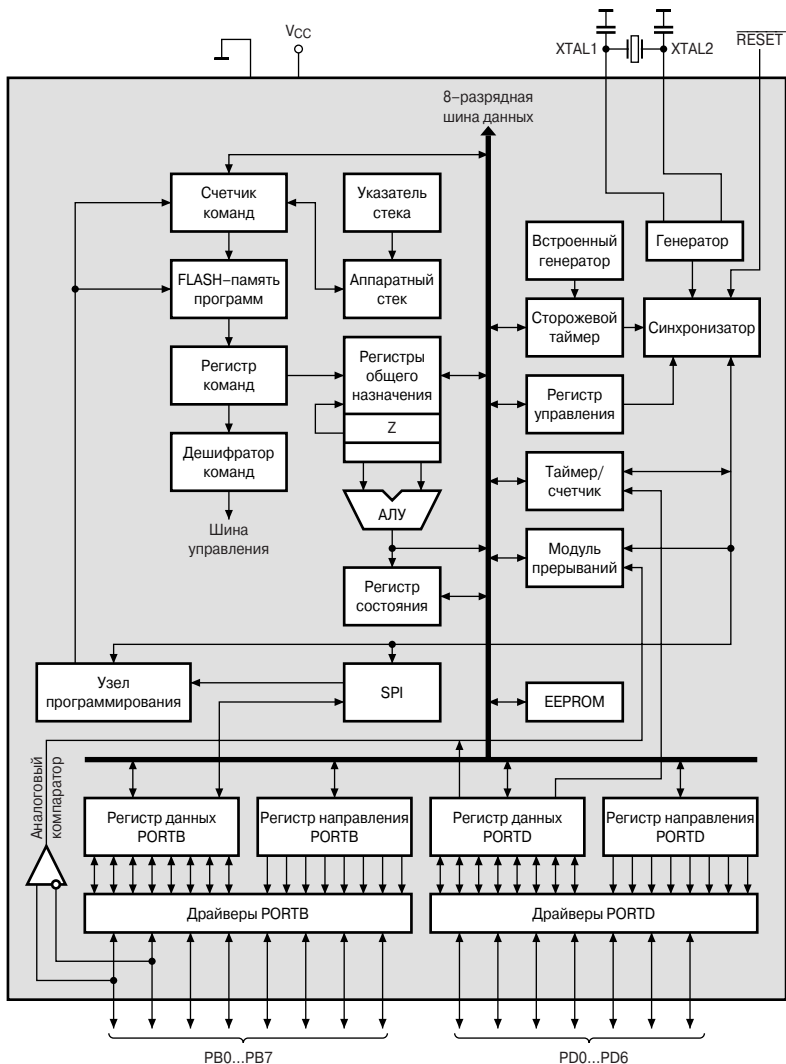 VCC
XTAL1
XTAL2
RESET
8–разрядная
шина данных
Счетчик
команд
Указатель
стека
Встроенный
генератор
Генератор
FLASH–память
программ
Аппаратный
стек
Сторожевой
таймер
Синхронизатор
Регистр
команд
Регистры
общего
назначения
Z
Регистр
управления
Дешифратор
команд
Таймер/
счетчик
АЛУ
Шина
управления
Модуль
прерываний
Регистр
состояния
Узел
программирования
SPI
EEPROM
Аналоговый
компаратор
Регистр данных
PORTB
Регистр направления
PORTB
Регистр данных
PORTD
Регистр направления
PORTD
Драйверы PORTB
Драйверы PORTD
PB0...PB7
PD0...PD6